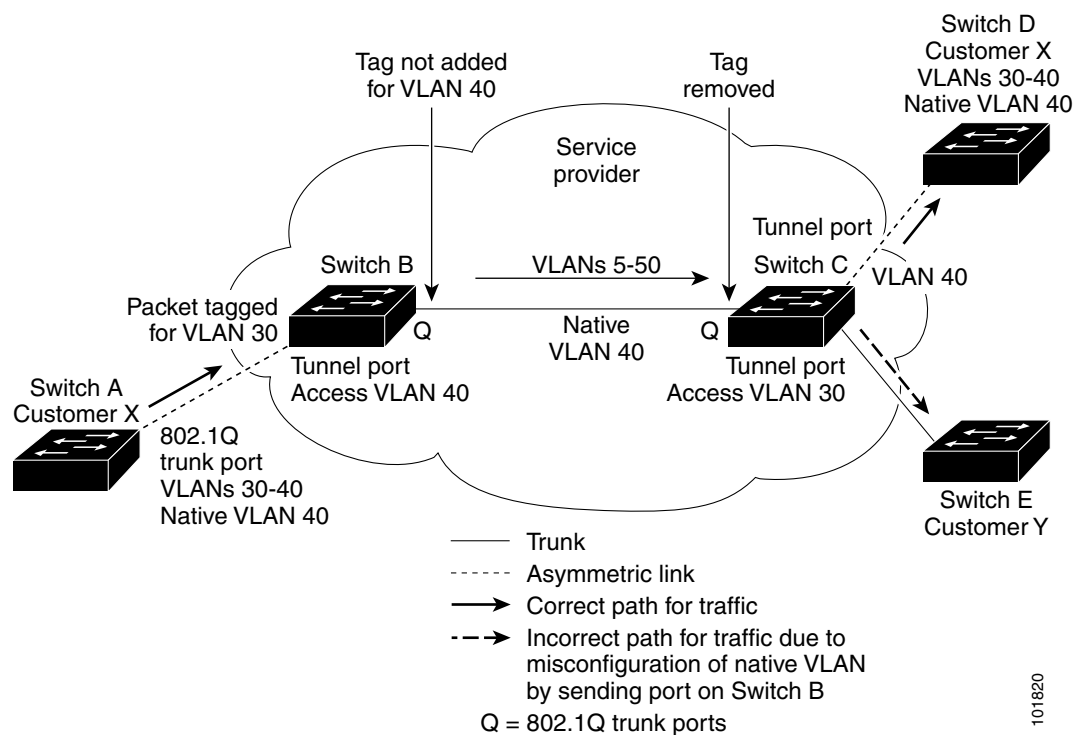 Tag not added
for VLAN 40
Tag
removed
Switch D
Customer X
VLANs 30-40
Native VLAN 40
Service
provider
Tunnel port
Switch B
VLANs 5-50
Switch C
VLAN 40
Packet tagged
for VLAN 30
Q
Native
VLAN 40
Q
Tunnel port
Access VLAN 40
Tunnel port
Access VLAN 30
Switch A
Customer X
802.1Q
trunk port
VLANs 30-40
Native VLAN 40
Switch E
Customer Y
Trunk
Asymmetric link
Correct path for traffic
Incorrect path for traffic due to
misconfiguration of native VLAN
by sending port on Switch B
Q = 802.1Q trunk ports
101820